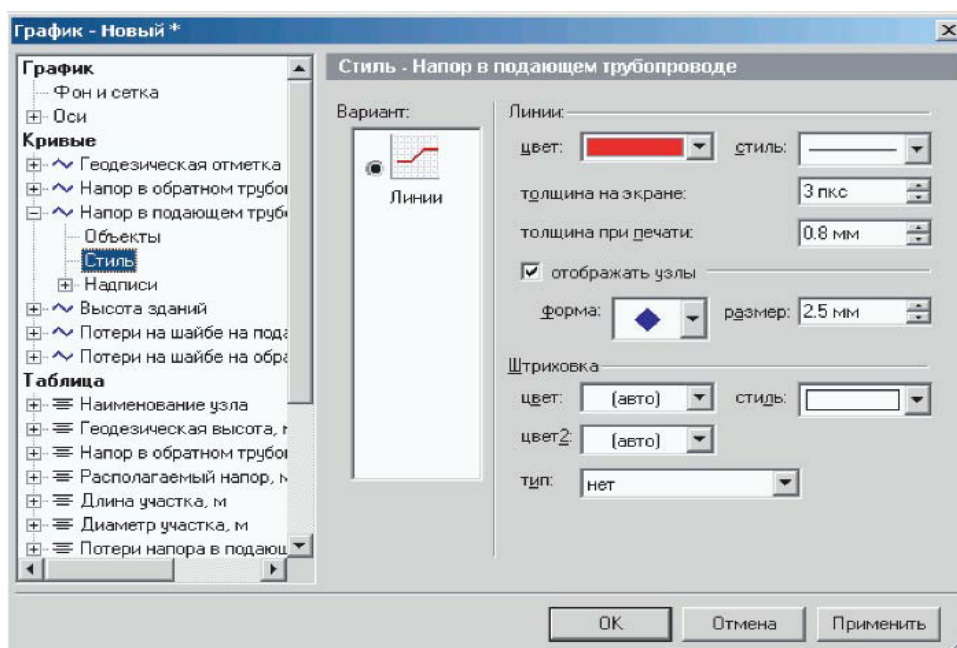 График - Новый *
График
Фон и сетка
Оси
Кривые
Геодезическая отметка
Напор в обратном трубо
Напор в подающем труб
Объекты
Стиль
Надписи
Высота зданий
Потери на шайбе на пода
Потери на шайбе на обра
Таблица
Наименование узла
Геодезическая высота,
Напор в обратном трубо
Располагаемый напор, м
Длина участка, м
Диаметр участка, м
Потери напора в подающ
Стиль - Напор в подающем трубопроводе
Вариант:
Линии
Линии:
цвет:
стиль:
толщина на экране:
3 пкс
толщина при печати:
0.8 мм
отображать узлы
форма:
размер:
2.5 мм
Штриховка
цвет:
(авто)
стиль:
цвет2:
(авто)
тип:
нет
OK
Отмена
Применить